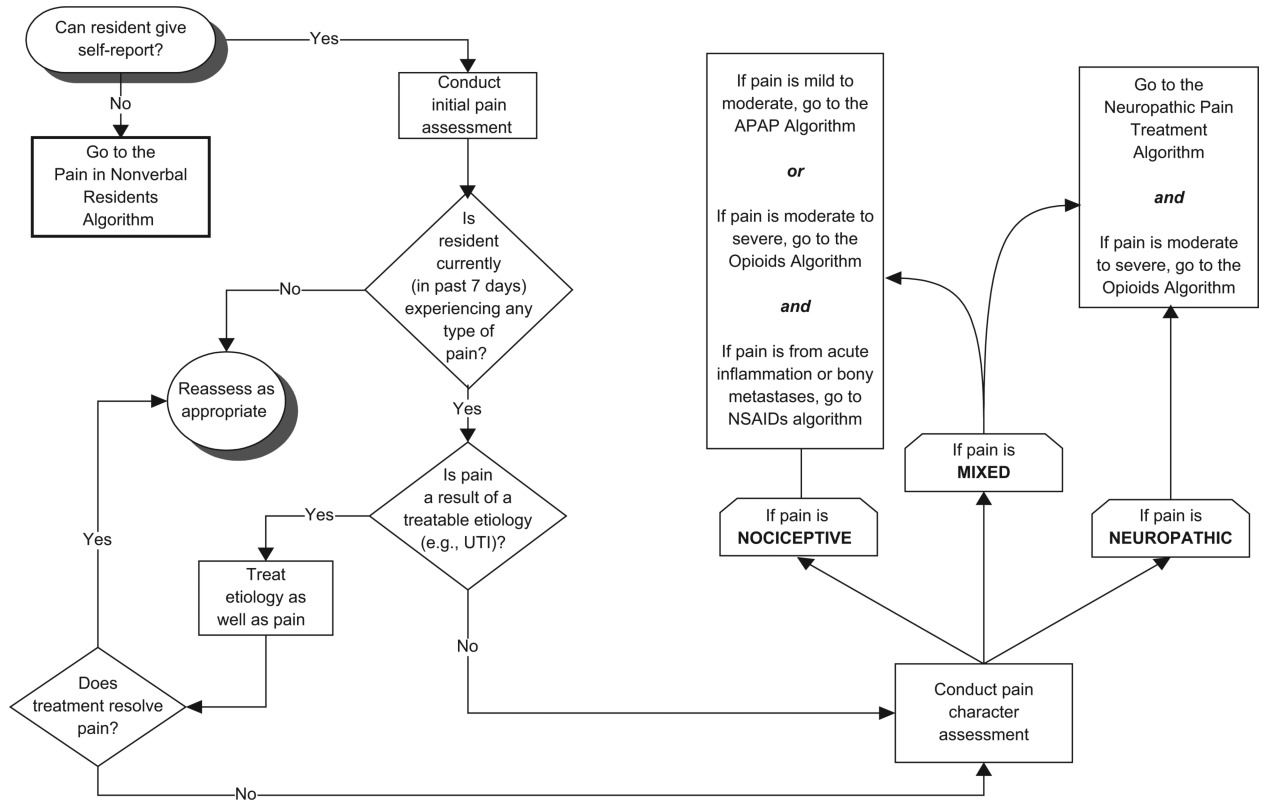 Can resident give
self-report?
Yes
No
Go to the
Pain in Nonverbal
Residents
Algorithm
Conduct
initial pain
assessment
Is
resident
currently
(in past 7 days)
experiencing any
type of
pain?
No
Reassess as
appropriate
Yes
Is pain
a result of a
treatable etiology
(e.g., UTI)?
Yes
Treat
etiology as
well as pain
Yes
Does
treatment resolve
pain?
No
No
Conduct pain
character
assessment
If pain is
NOCICEPTIVE
If pain is
MIXED
If pain is
NEUROPATHIC
If pain is mild to
moderate, go to the
APAP Algorithm
or
If pain is moderate to
severe, go to the
Opioids Algorithm
and
If pain is from acute
inflammation or bony
metastases, go to
NSAIDs algorithm
Go to the
Neuropathic Pain
Treatment
Algorithm
and
If pain is moderate
to severe, go to the
Opioids Algorithm